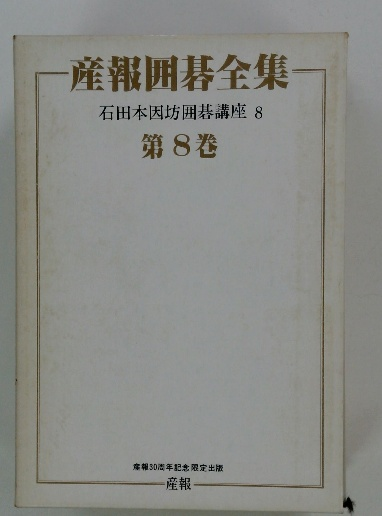 産報囲碁全集
石田本因坊囲碁講座 8
第8巻
産報30周年記念限定出版
産報